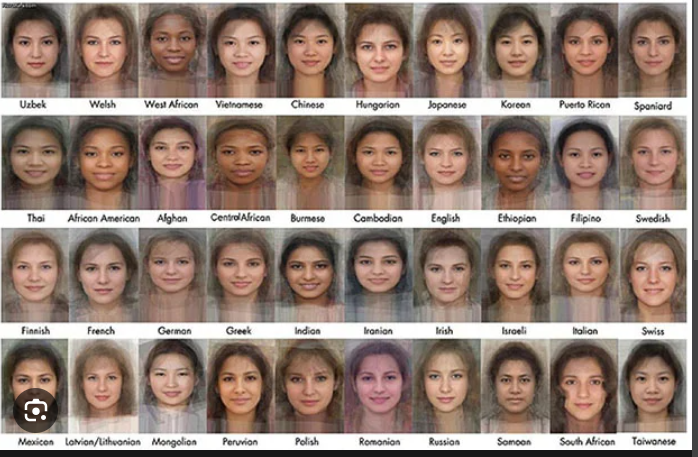 Uzbek Welsh West African Vietnamese Chinese Hungarian Japanese Korean Puerto Rican Spaniard
Thai African American Afghan Central African Burmese Cambodian English Ethiopian Filipino Swedish
Finnish French German Greek Indian Iranian Irish Israeli Italian Swiss
Mexican Latvian/Lithuanian Mongolian Peruvian Polish Romanian Russian Samoan South African Taiwanese